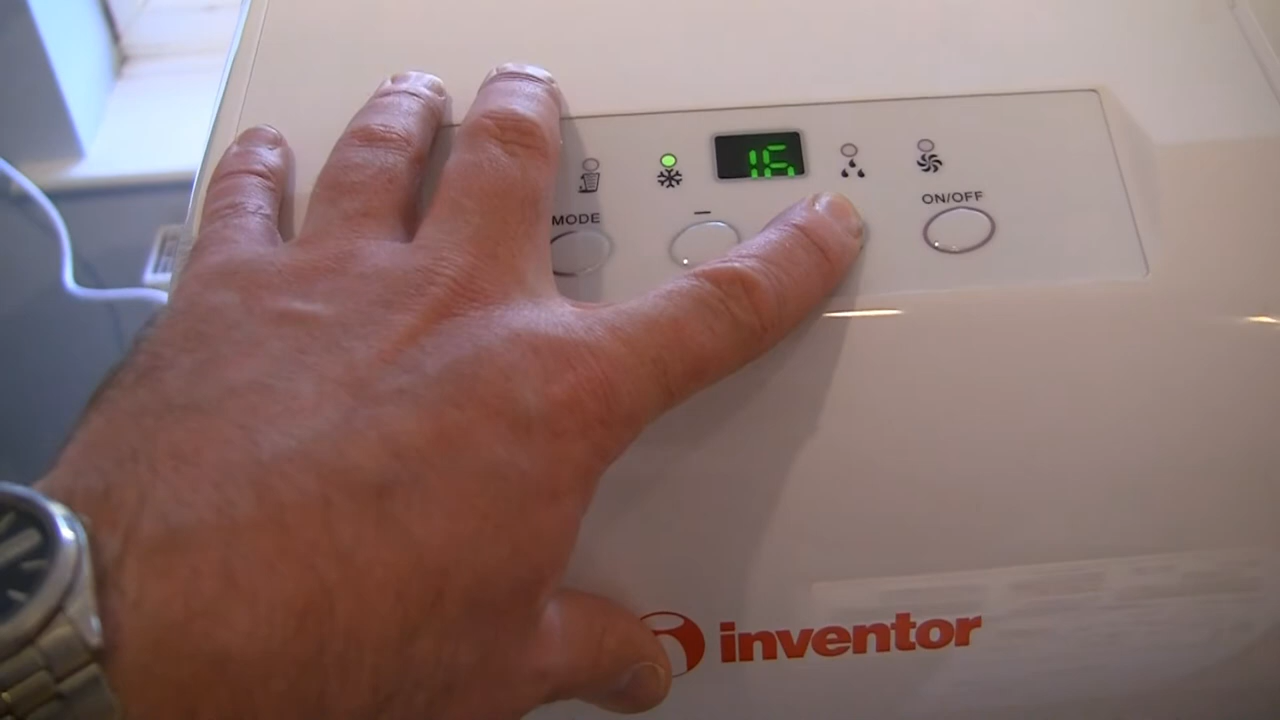 16
MODE
—
ON/OFF
inventor